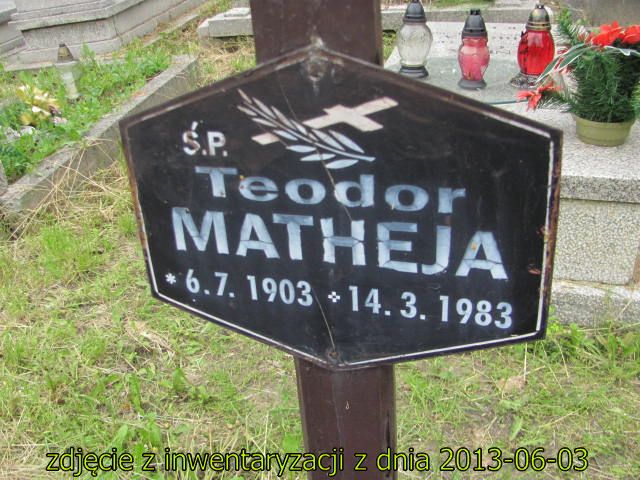 Ś.P.
Teodor
MATHEJA
* 6. 7. 1903 + 14. 3. 1983
zdjęcie z inwentaryzacji z dnia 2013-06-03